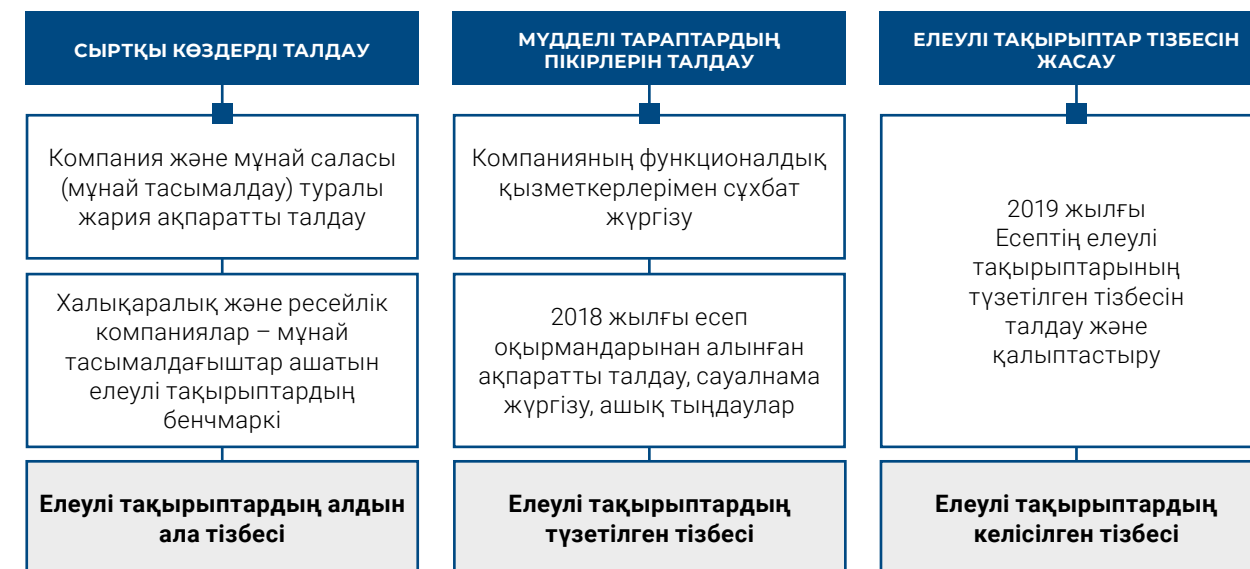 СЫРТҚЫ КӨЗДЕРДІ ТАЛДАУ
Компания және мұнай саласы
(мұнай тасымалдау) туралы
жария ақпаратты талдау
Халықаралық және ресейлік
компаниялар – мұнай
тасымалдағыштар ашатын
елеулі тақырыптардың
бенчмаркі
Елеулі тақырыптардың алдын
ала тізбесі
МҮДДЕЛІ ТАРАПТАРДЫҢ
ПІКІРЛЕРІН ТАЛДАУ
Компанияның функционалдық
қызметкерлерімен сұхбат
жүргізу
2018 жылғы есеп
оқырмандарынан алынған
ақпаратты талдау, сауалнама
жүргізу, ашық тыңдаулар
Елеулі тақырыптардың
түзетілген тізбесі
ЕЛЕУЛІ ТАҚЫРЫПТАР ТІЗБЕСІН
ЖАСАУ
2019 жылғы
Есептің елеулі
тақырыптарының
түзетілген тізбесін
талдау және
қалыптастыру
Елеулі тақырыптардың
келісілген тізбесі